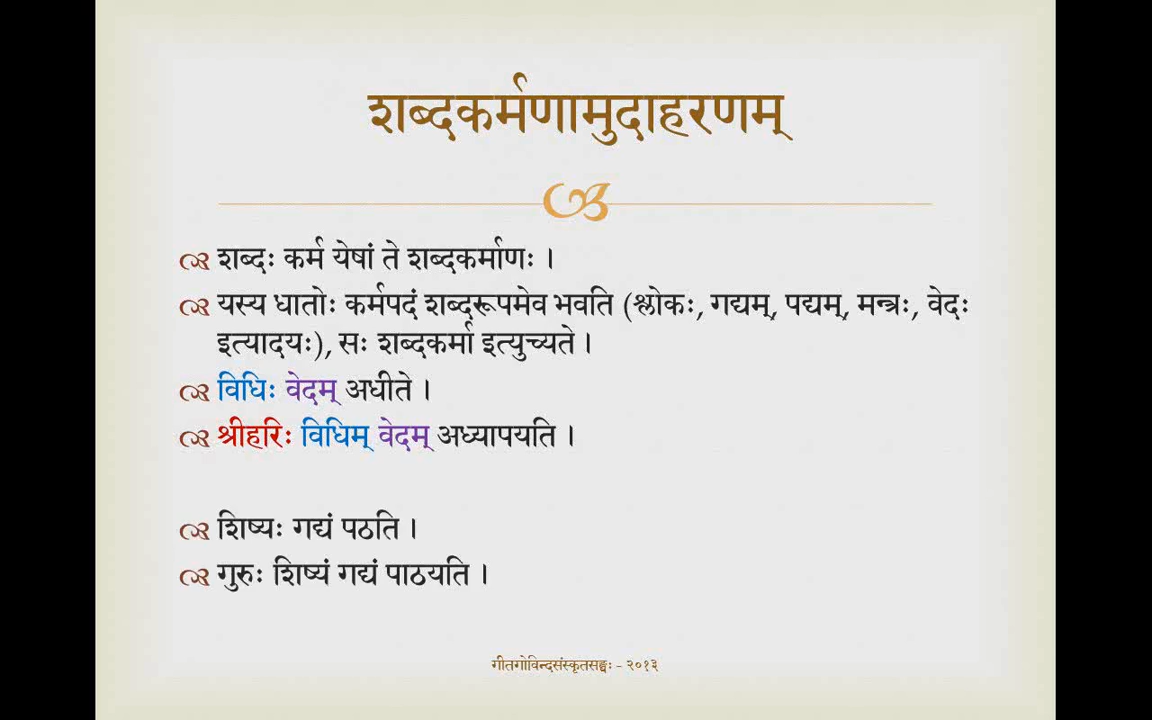 शब्दकर्मणामुदाहरणम्
शब्दः कर्म येषां ते शब्दकर्माणः ।
यस्य धातोः कर्मपदं शब्दरूपमेव भवति (श्लोकः, गद्यम्, पद्यम्, मन्त्रः, वेदः
इत्यादयः), सः शब्दकर्मा इत्युच्यते ।
विधिः वेदम् अधीते ।
श्रीहरिः विधिम् वेदम् अध्यापयति ।
शिष्यः गद्यं पठति ।
गुरुः शिष्यं गद्यं पाठयति ।
गीतगोविन्दसंस्कृतसङ्घः - २०१३